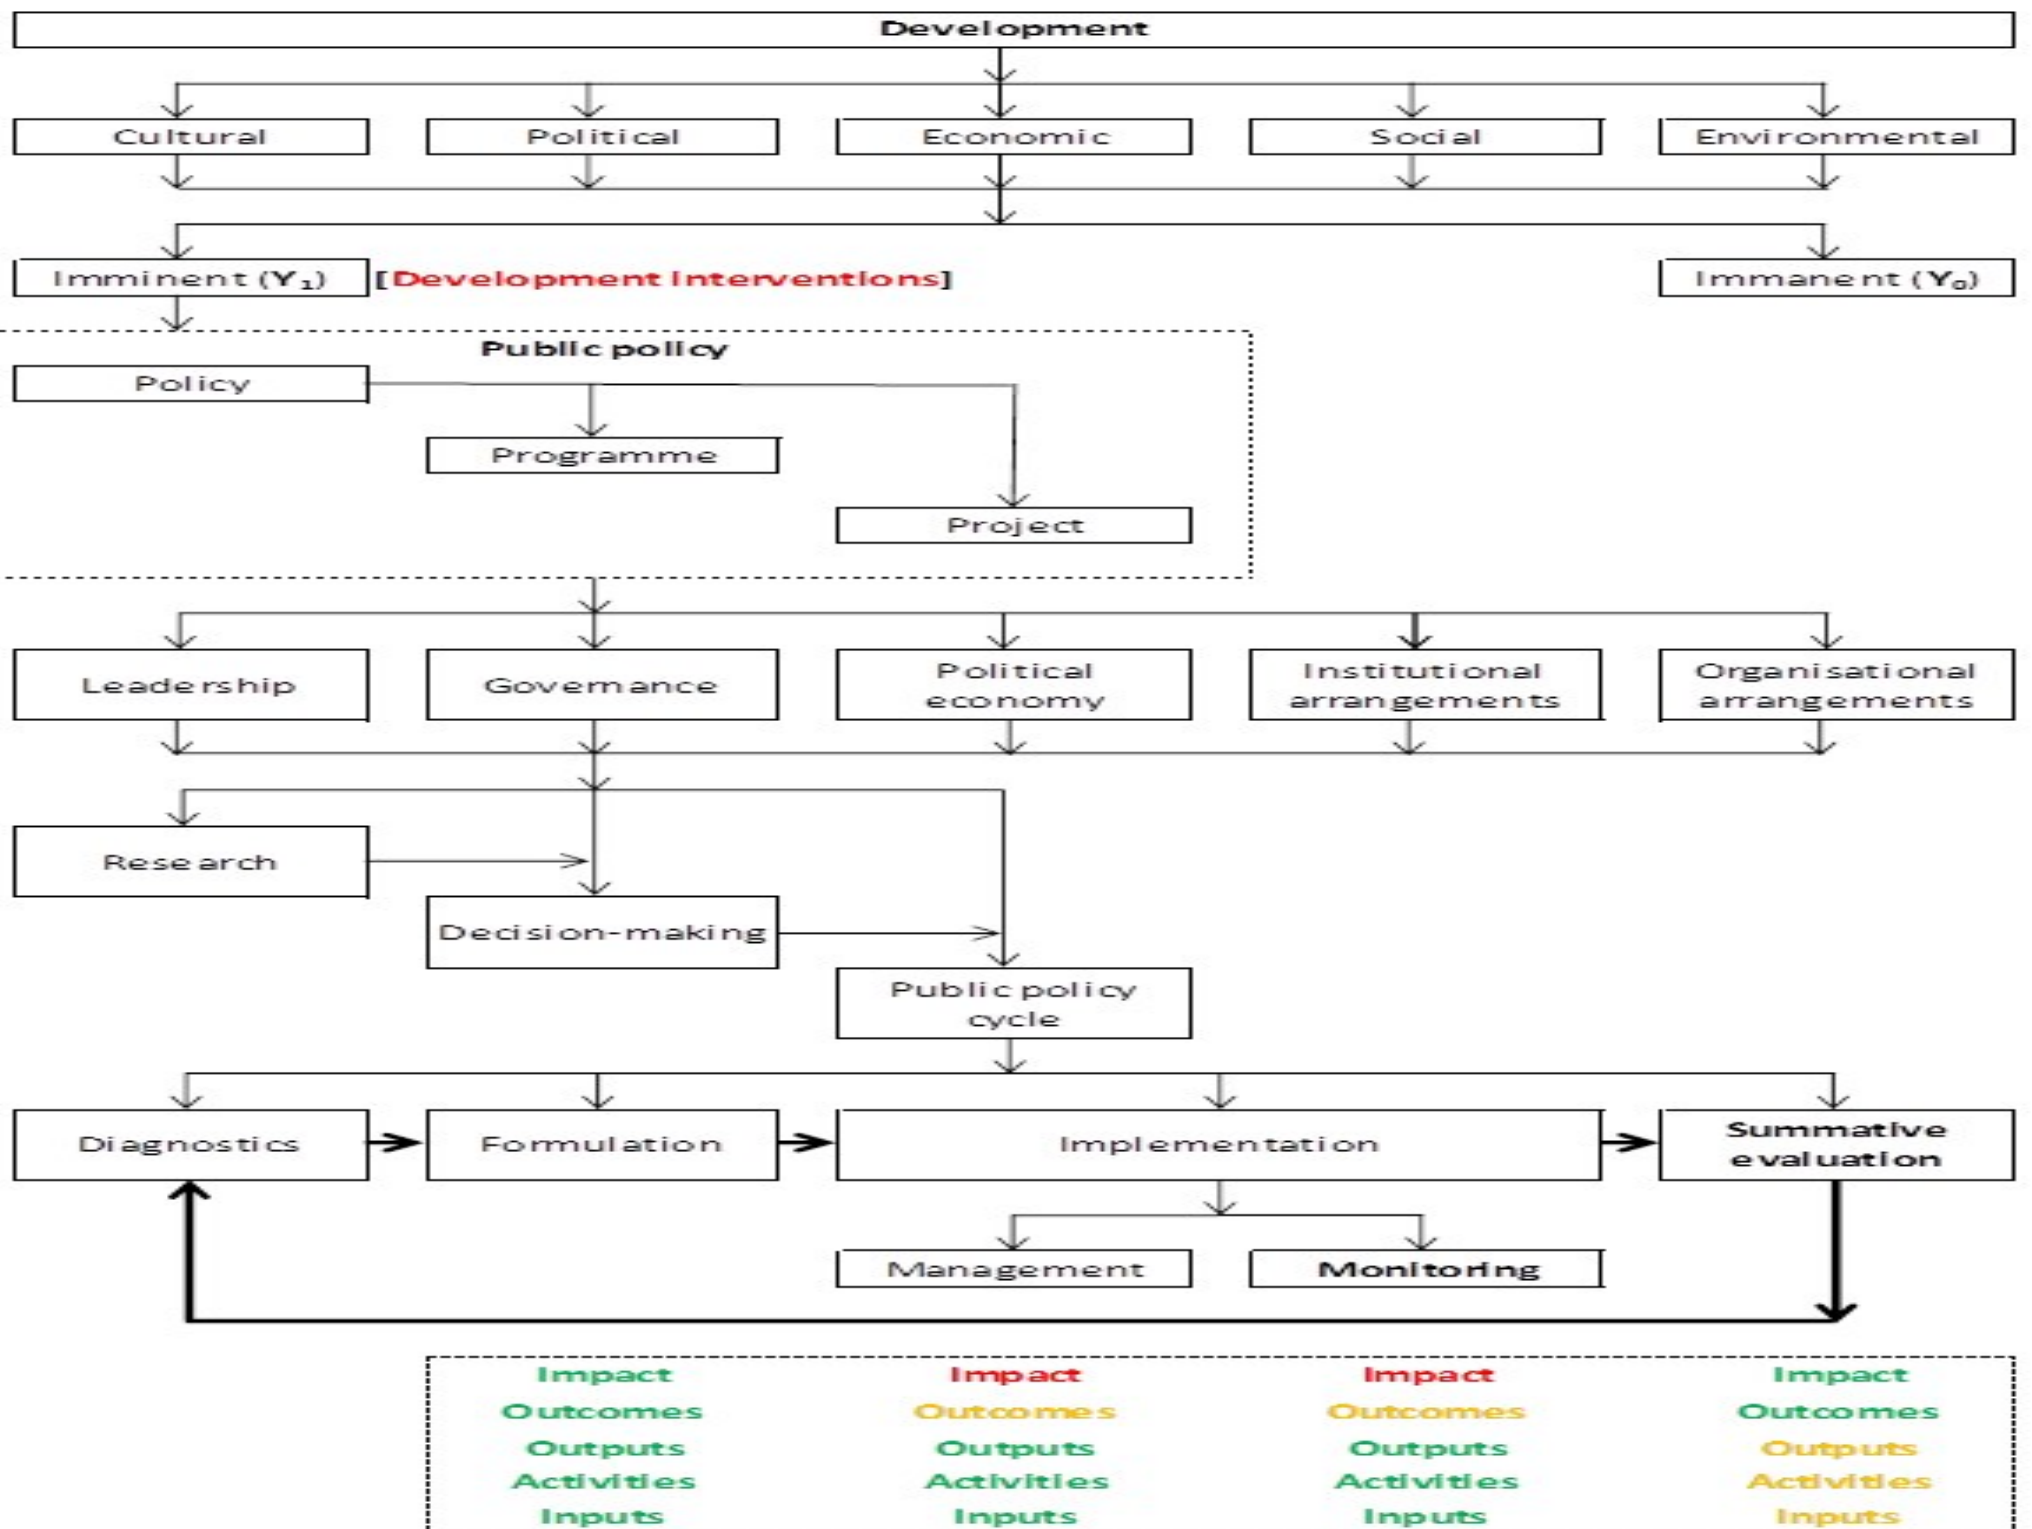 Development
Cultural
Political
Economic
Social
Environmental
Imminent (Y₁)
[Development Interventions]
Immanent (Y₀)
Public policy
Policy
Programme
Project
Leadership
Governance
Political
economy
Institutional
arrangements
Organisational
arrangements
Research
Decision-making
Public policy
cycle
Diagnostics
Formulation
Implementation
Summative
evaluation
Management
Monitoring
Impact Impact Impact Impact
Outcomes Outcomes Outcomes Outcomes
Outputs Outputs Outputs Outputs
Activities Activities Activities Activities
Inputs Inputs Inputs Inputs